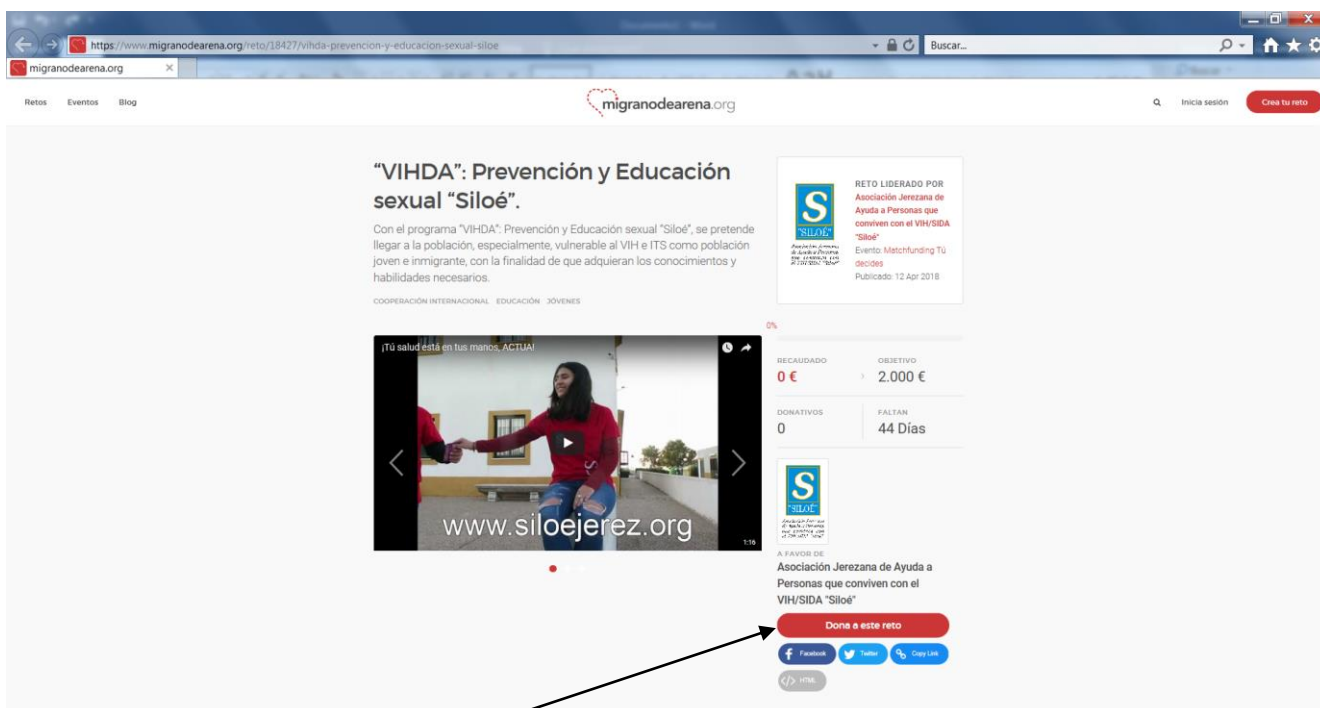 https://www.migranodearena.org/reto/18427/vihda-prevencion-y-educacion-sexual-siloe
Buscar...
migranodearena.org
Retos Eventos Blog
migranodearena.org
Inicia sesión
Crea tu reto
“VIHDA”: Prevención y Educación
sexual “Siloé”.
Con el programa “VIHDA”: Prevención y Educación sexual "Siloé", se pretende
llegar a la población, especialmente, vulnerable al VIH e ITS como población
joven e inmigrante, con la finalidad de que adquieran los conocimientos y
habilidades necesarios.
COOPERACIÓN INTERNACIONAL EDUCACIÓN JÓVENES
¡Tú salud está en tus manos, ACTUA!
www.siloejerez.org
1:16
S
"SILOÉ"
RETO LIDERADO POR
Asociación Jerezana de
Ayuda a Personas que
conviven con el VIH/SIDA
"Siloé"
Evento: Matchfunding Tú
decides
Publicado: 12 Apr 2018
0%
RECAUDADO OBJETIVO
0 € 2.000 €
DONATIVOS FALTAN
0 44 Días
S
"SILOÉ"
A FAVOR DE
Asociación Jerezana de Ayuda a
Personas que conviven con el
VIH/SIDA "Siloé"
Dona a este reto
Facebook Twitter Copy Link
</> HTML